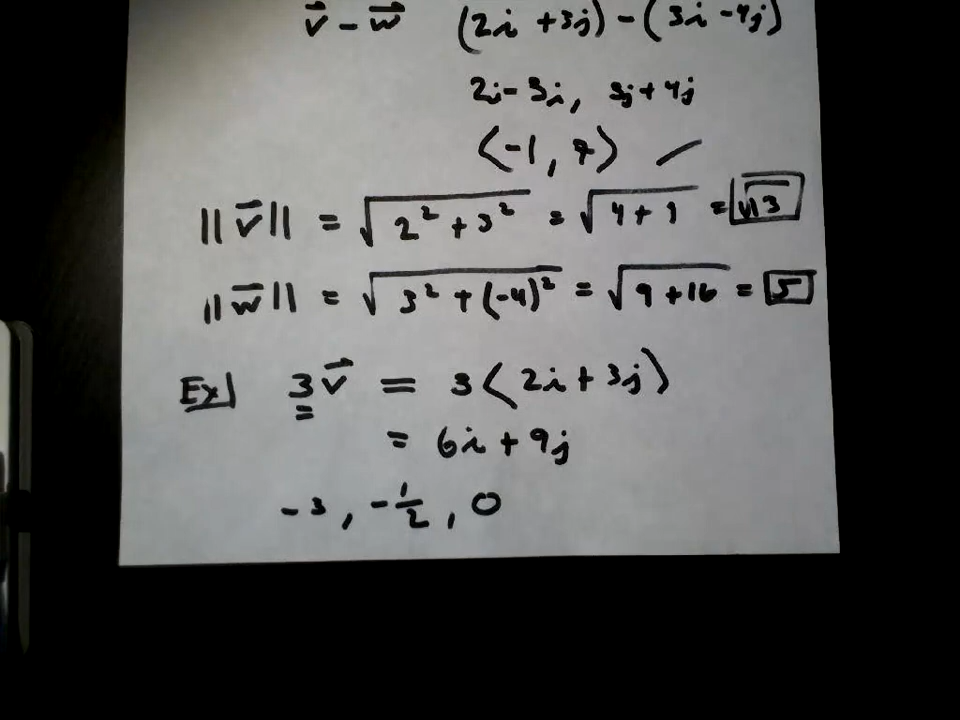 v⃗ - w⃗ (2i + 3j) - (3i - 4j)
2i - 3i, 3j + 4j
⟨-1, 7⟩
||v⃗|| = √(2² + 3²) = √(4 + 9) = √13
||w⃗|| = √(3² + (-4)²) = √(9 + 16) = 5
Ex] 3v⃗ = 3⟨2i + 3j⟩
= 6i + 9j
-3, -1/2, 0